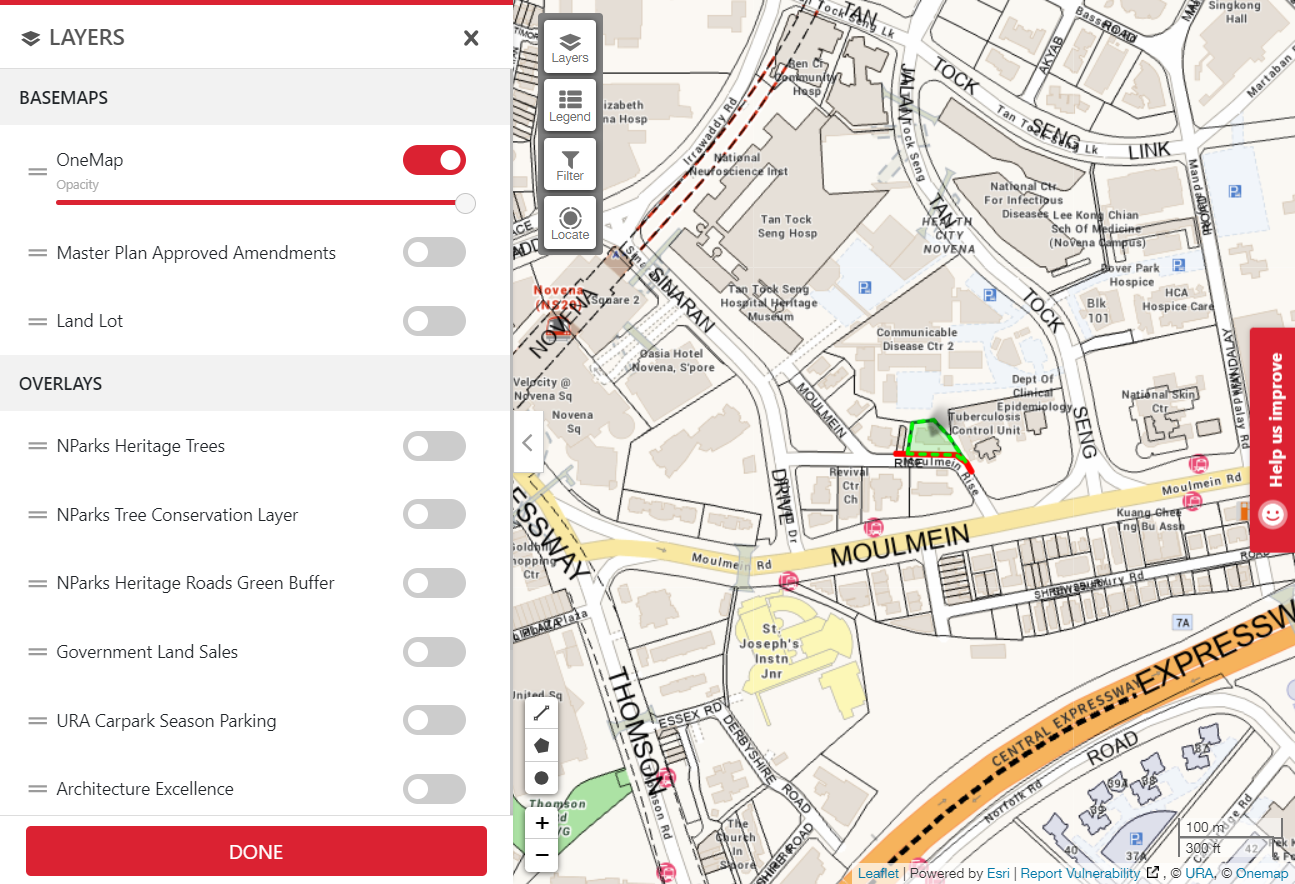 LAYERS
BASEMAPS
OneMap
Opacity
Master Plan Approved Amendments
Land Lot
OVERLAYS
NParks Heritage Trees
NParks Tree Conservation Layer
NParks Heritage Roads Green Buffer
Government Land Sales
URA Carpark Season Parking
Architecture Excellence
DONE
Layers
Legend
Filter
Locate
TAN
TOCK
SENG
LINK
Tan Tock Seng Lk
JALAN
TAN
TOCK
SENG
Ren Ci
Community
Hosp
AKYAB
ROAD
Singkong
Hall
Martaban
Irrawaddy Rd
National
Neuroscience Inst
Tan Tock
Seng Hosp
National Ctr
For Infectious
Diseases
HEALTH
CITY
NOVENA
Lee Kong Chian
Sch Of Medicine
(Novena Campus)
Dover Park
Hospice
HCA
Hospice Care
Blk
101
Tan Tock Seng
Hospital Heritage
Museum
Communicable
Disease Ctr 2
SINARAN
DRIVE
Novena
(NS20)
NOVENA
Square 2
Oasia Hotel
Novena, S'pore
Velocity @
Novena Sq
Novena
Sq
MOULMEIN
RISE
Moulmein Rise
Dept Of
Clinical
Epidemiology
Tuberculosis
Control Unit
National Skin
Ctr
MANDALAY
Mandalay Rd
Revival
Ctr
Ch
Moulmein Rd
MOULMEIN
Moulmein Rd
Kuang Chee
Tng Bu Assn
St.
Joseph's
Instn
Jnr
7A
CENTRAL EXPRESSWAY
ESSEX RD
DERBYSHIRE ROAD
THOMSON
Thomson Rd
The
Church In
S'pore
Norfolk Rd
ROAD
39A
39
40
37A
42
100 m
300 ft
Help us improve
+
−
Leaflet | Powered by Esri | Report Vulnerability , © URA, © Onemap